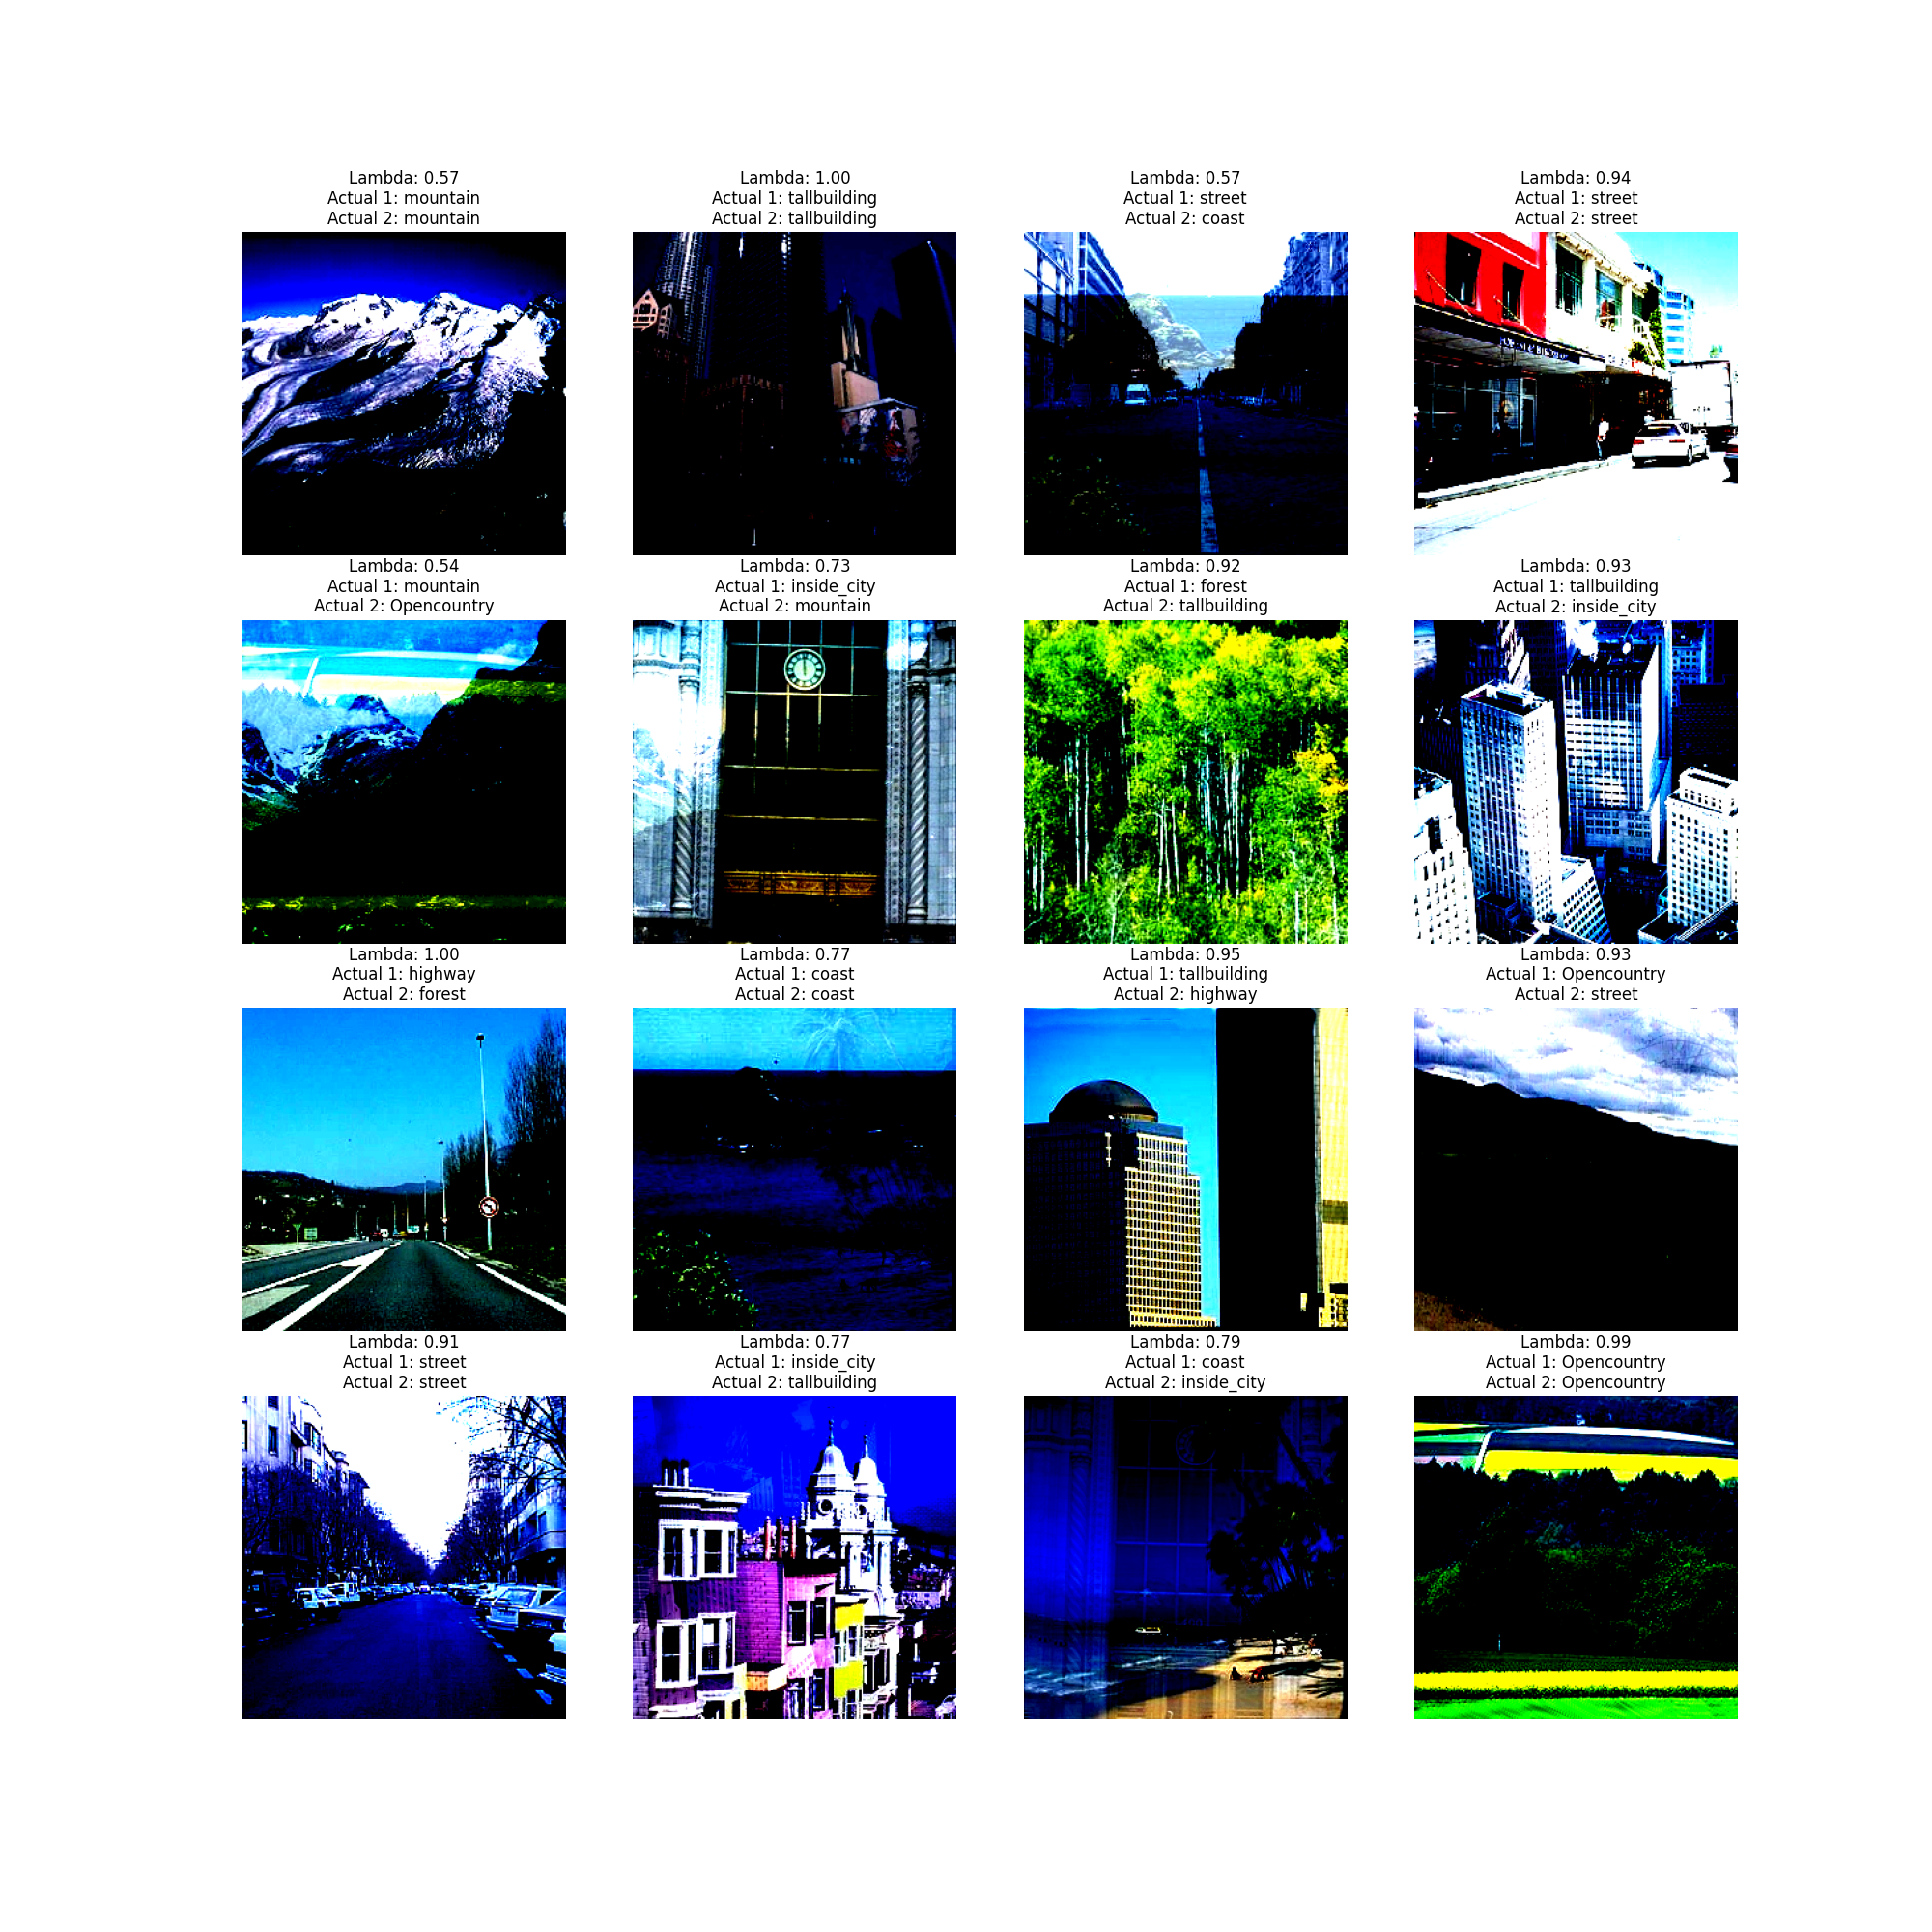 Lambda: 0.57
Actual 1: mountain
Actual 2: mountain
Lambda: 1.00
Actual 1: tallbuilding
Actual 2: tallbuilding
Lambda: 0.57
Actual 1: street
Actual 2: coast
Lambda: 0.94
Actual 1: street
Actual 2: street
Lambda: 0.54
Actual 1: mountain
Actual 2: Opencountry
Lambda: 0.73
Actual 1: inside_city
Actual 2: mountain
Lambda: 0.92
Actual 1: forest
Actual 2: tallbuilding
Lambda: 0.93
Actual 1: tallbuilding
Actual 2: inside_city
Lambda: 1.00
Actual 1: highway
Actual 2: forest
Lambda: 0.77
Actual 1: coast
Actual 2: coast
Lambda: 0.95
Actual 1: tallbuilding
Actual 2: highway
Lambda: 0.93
Actual 1: Opencountry
Actual 2: street
Lambda: 0.91
Actual 1: street
Actual 2: street
Lambda: 0.77
Actual 1: inside_city
Actual 2: tallbuilding
Lambda: 0.79
Actual 1: coast
Actual 2: inside_city
Lambda: 0.99
Actual 1: Opencountry
Actual 2: Opencountry